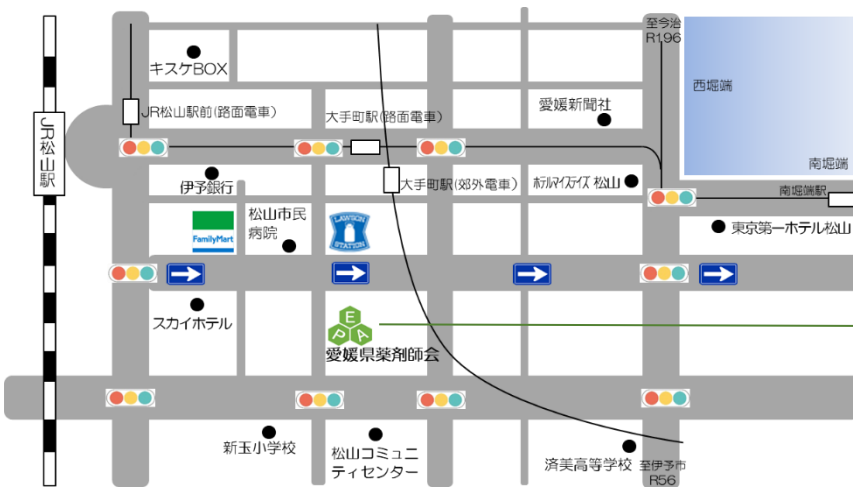 至今治
R196
キスケBOX
西堀端
JR松山駅前(路面電車)
大手町駅(路面電車)
愛媛新聞社
JR松山駅
南堀端
伊予銀行
大手町駅(郊外電車)
ホテルマイステイズ 松山
南堀端駅
FamilyMart
松山市民
病院
LAWSON
STATION
東京第一ホテル松山
スカイホテル
E
P
A
愛媛県薬剤師会
新玉小学校
松山コミュニ
ティセンター
済美高等学校
至伊予市
R56